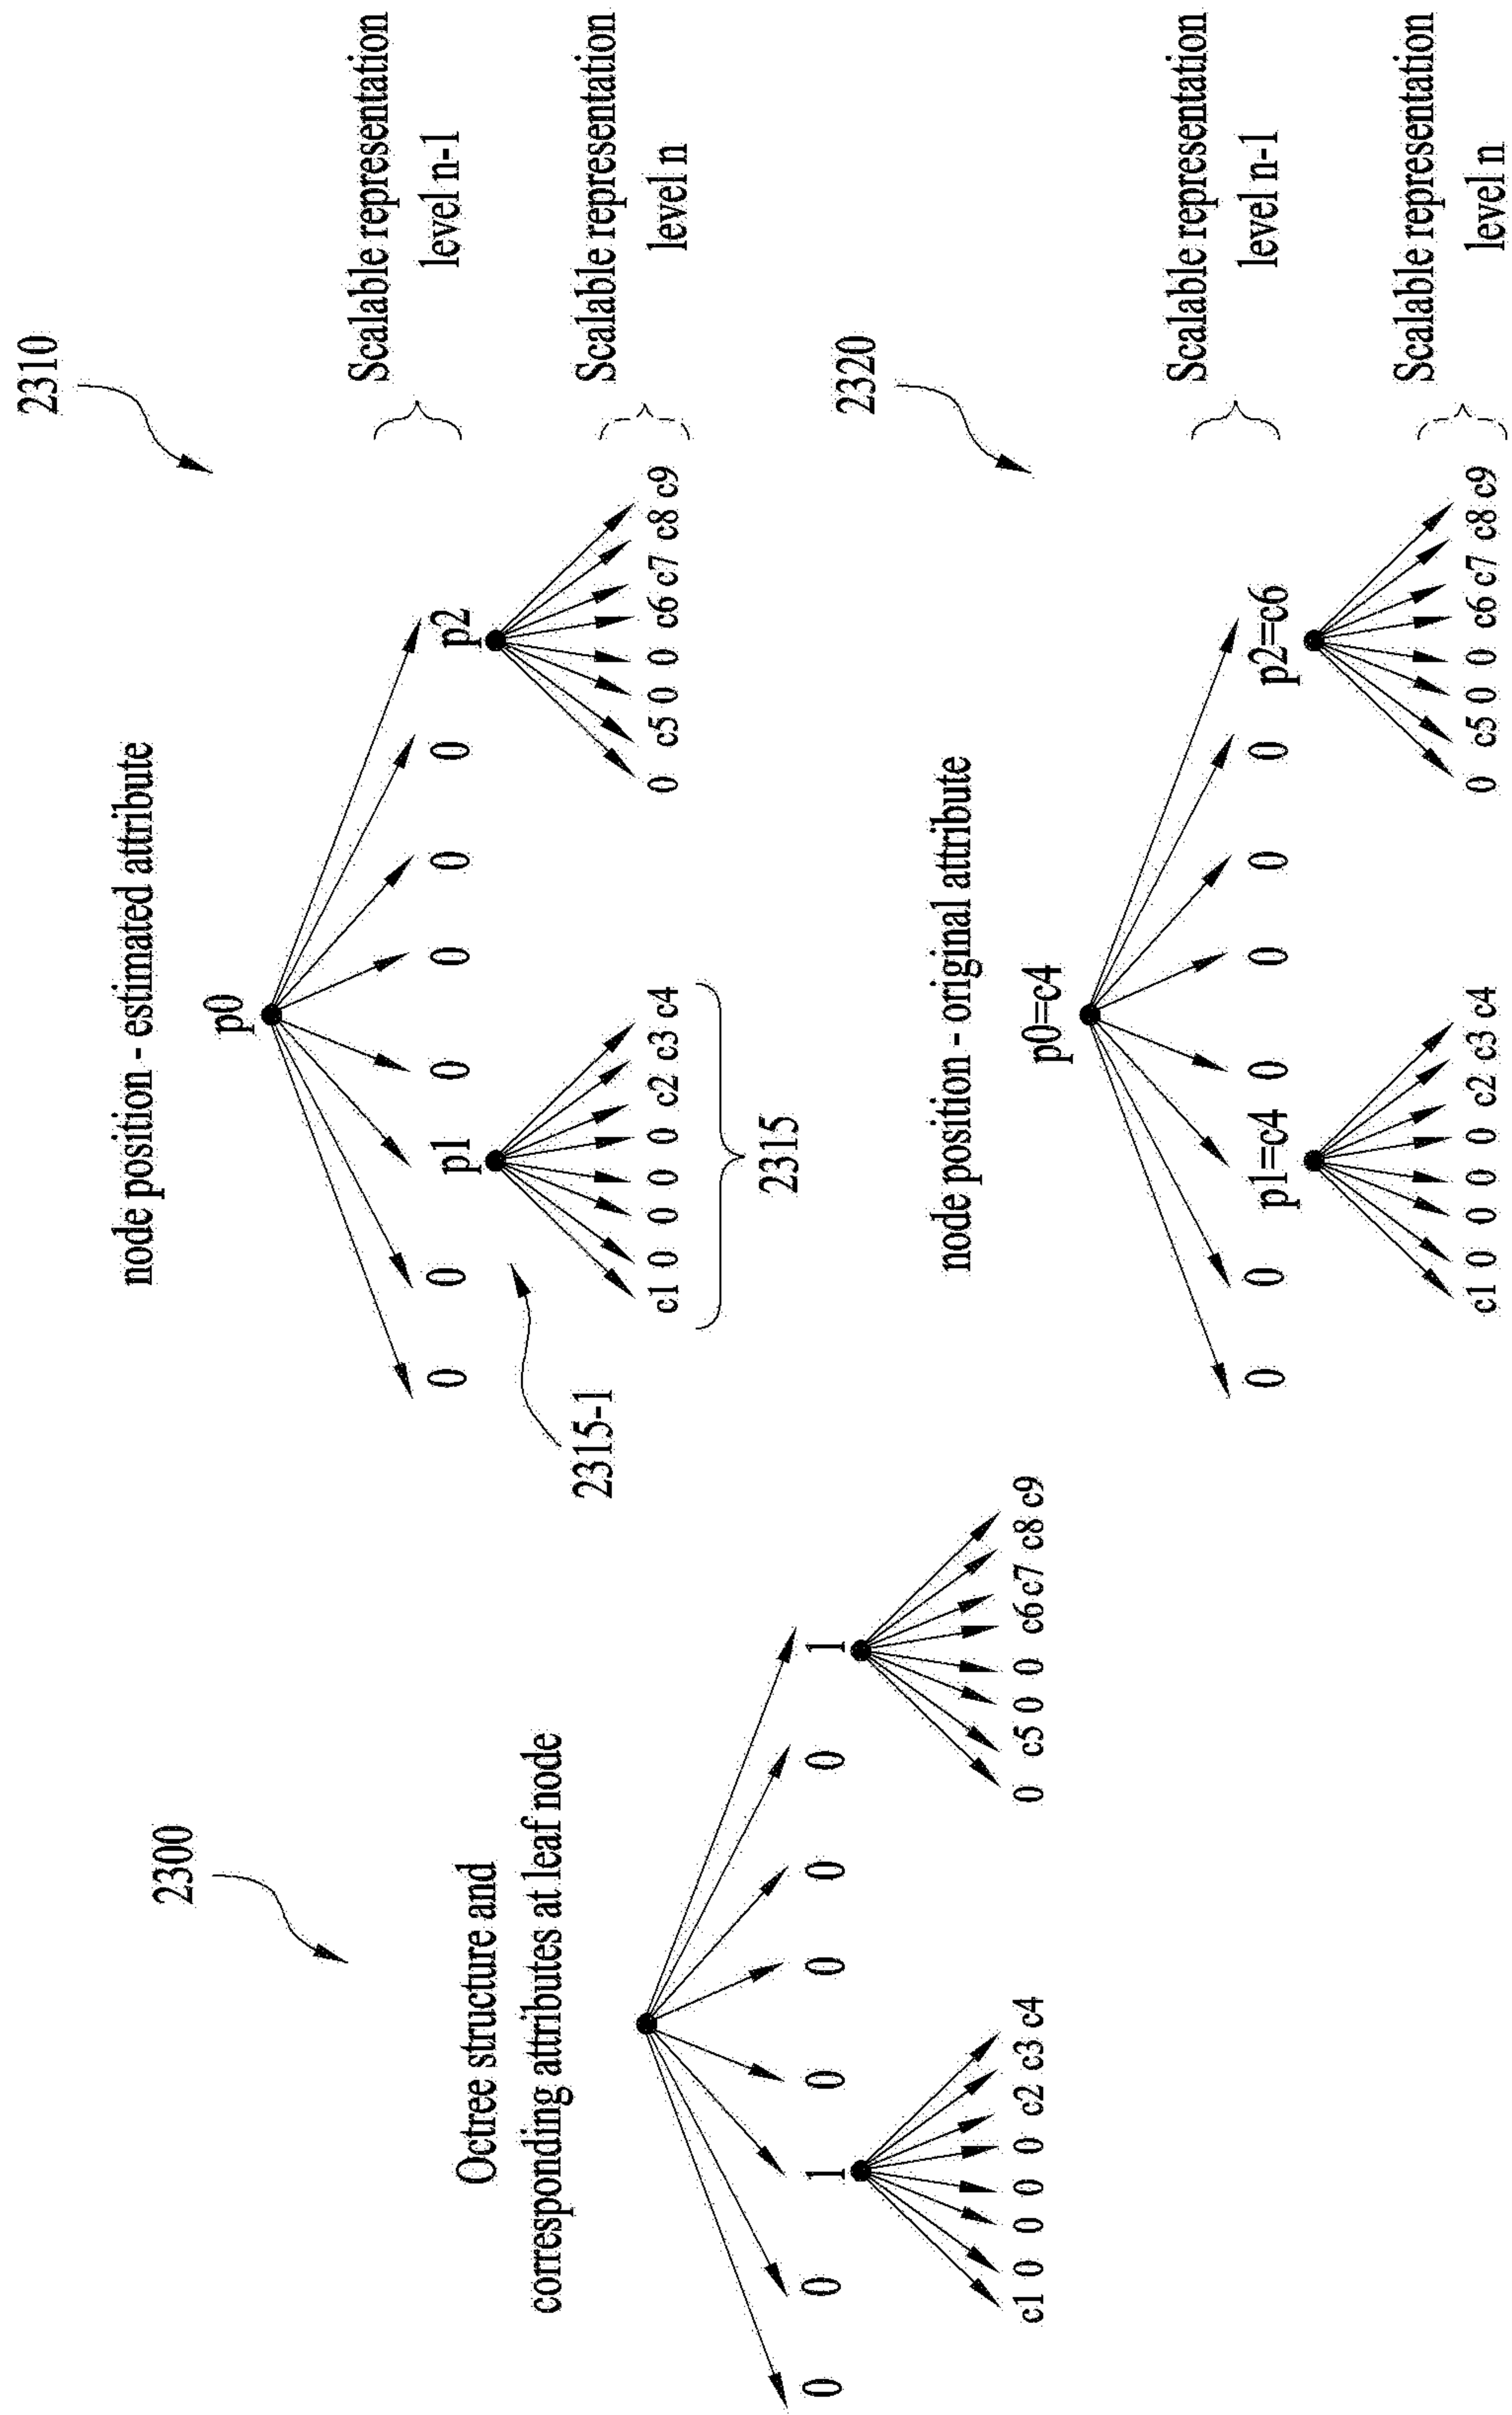 2300
Octree structure and
corresponding attributes at leaf node
0 0 1 0 0 0 0 1
c1 0 0 0 0 c2 c3 c4
0 c5 0 0 c6 c7 c8 c9
2310
node position - estimated attribute
p0
0 0 p1 0 0 0 0 p2
Scalable representation
level n-1
2315-1
c1 0 0 0 0 c2 c3 c4
0 c5 0 0 c6 c7 c8 c9
Scalable representation
level n
2315
2320
node position - original attribute
p0=c4
0 0 p1=c4 0 0 0 0 p2=c6
Scalable representation
level n-1
c1 0 0 0 0 c2 c3 c4
0 c5 0 0 c6 c7 c8 c9
Scalable representation
level n